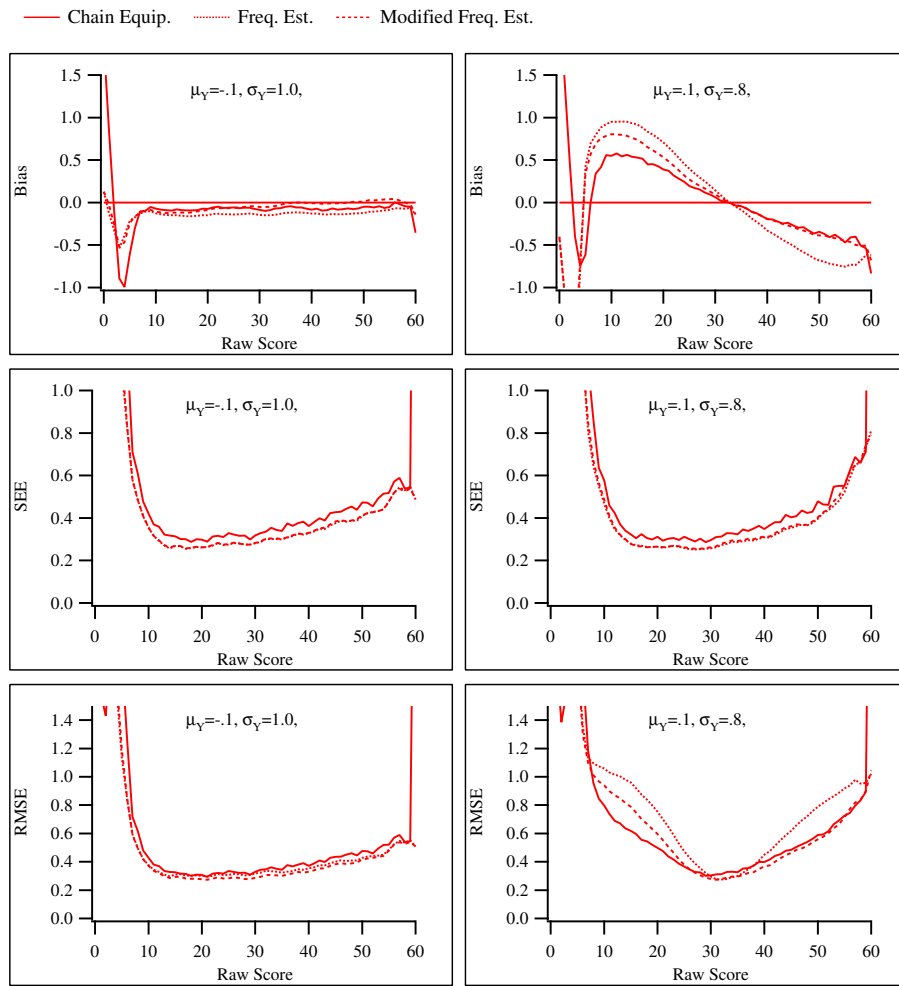 Chain Equip. Freq. Est. Modified Freq. Est.
μY=-.1, σY=1.0,
1.5
1.0
0.5
0.0
-0.5
-1.0
Bias
0 10 20 30 40 50 60
Raw Score
μY=.1, σY=.8,
1.5
1.0
0.5
0.0
-0.5
-1.0
Bias
0 10 20 30 40 50 60
Raw Score
μY=-.1, σY=1.0,
1.0
0.8
0.6
0.4
0.2
0.0
SEE
0 10 20 30 40 50 60
Raw Score
μY=.1, σY=.8,
1.0
0.8
0.6
0.4
0.2
0.0
SEE
0 10 20 30 40 50 60
Raw Score
μY=-.1, σY=1.0,
1.4
1.2
1.0
0.8
0.6
0.4
0.2
0.0
RMSE
0 10 20 30 40 50 60
Raw Score
μY=.1, σY=.8,
1.4
1.2
1.0
0.8
0.6
0.4
0.2
0.0
RMSE
0 10 20 30 40 50 60
Raw Score